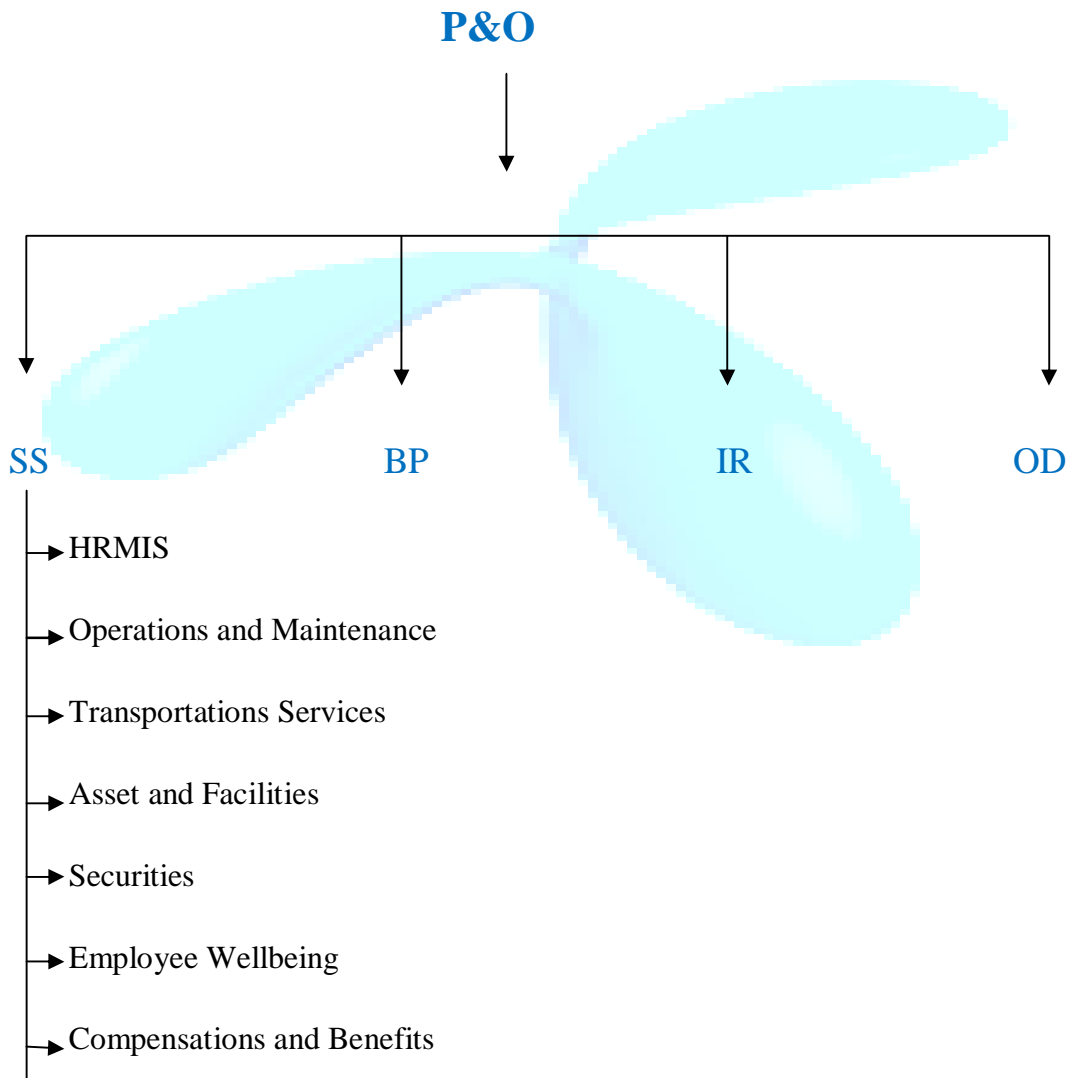 P&O
SS BP IR OD
HRMIS
Operations and Maintenance
Transportations Services
Asset and Facilities
Securities
Employee Wellbeing
Compensations and Benefits